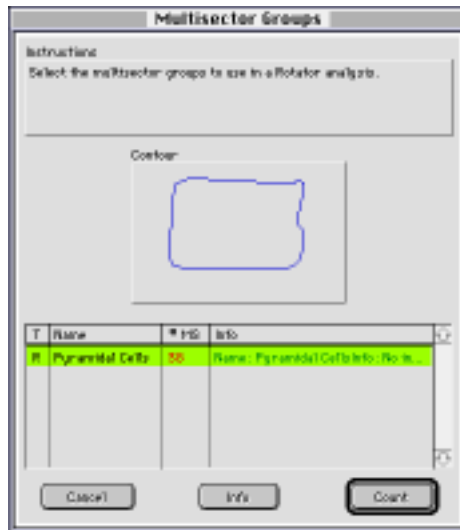 Multisector Groups
Instructions
Select the multisector groups to use in a Rotator analysis.
Contour
T Name * MS Info
R Pyramidal Cells 38 Name: Pyramidal Cells Info: No in...
Cancel Info Count